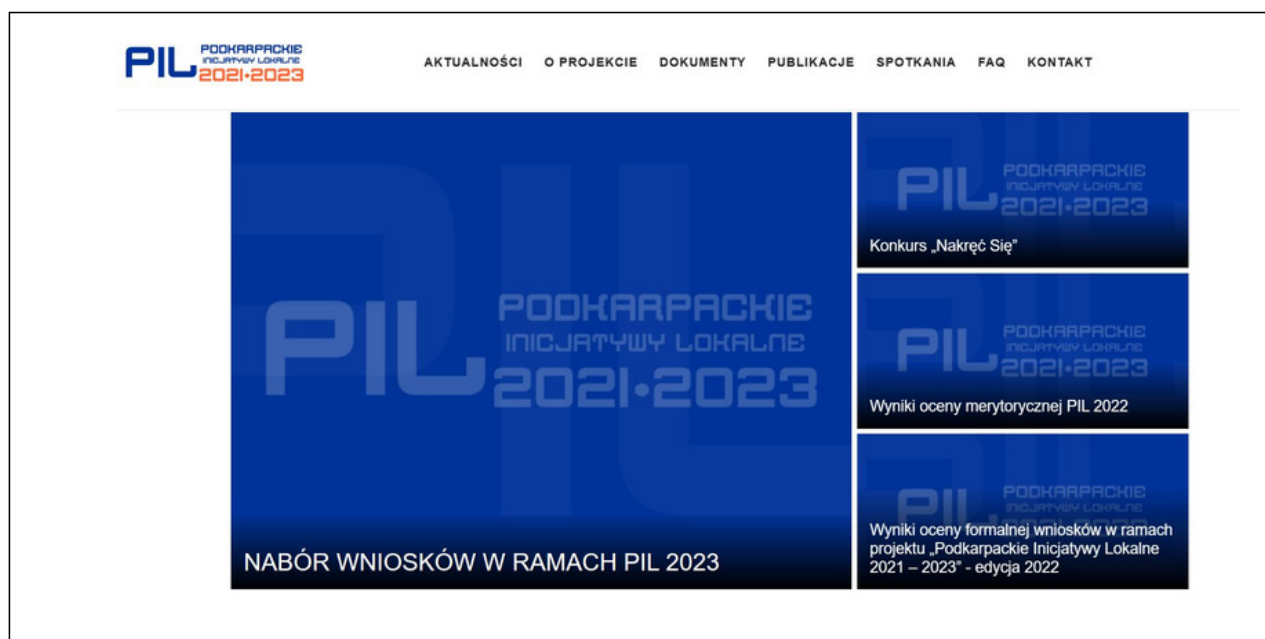 PIL PODKARPACKIE
INICJATYWY LOKALNE
2021•2023
AKTUALNOŚCI O PROJEKCIE DOKUMENTY PUBLIKACJE SPOTKANIA FAQ KONTAKT
PIL PODKARPACKIE
INICJATYWY LOKALNE
2021•2023
NABÓR WNIOSKÓW W RAMACH PIL 2023
PIL PODKARPACKIE
INICJATYWY LOKALNE
2021•2023
Konkurs „Nakręć Się”
PIL PODKARPACKIE
INICJATYWY LOKALNE
2021•2023
Wyniki oceny merytorycznej PIL 2022
PIL PODKARPACKIE
INICJATYWY LOKALNE
2021•2023
Wyniki oceny formalnej wniosków w ramach
projektu „Podkarpackie Inicjatywy Lokalne
2021 – 2023” - edycja 2022